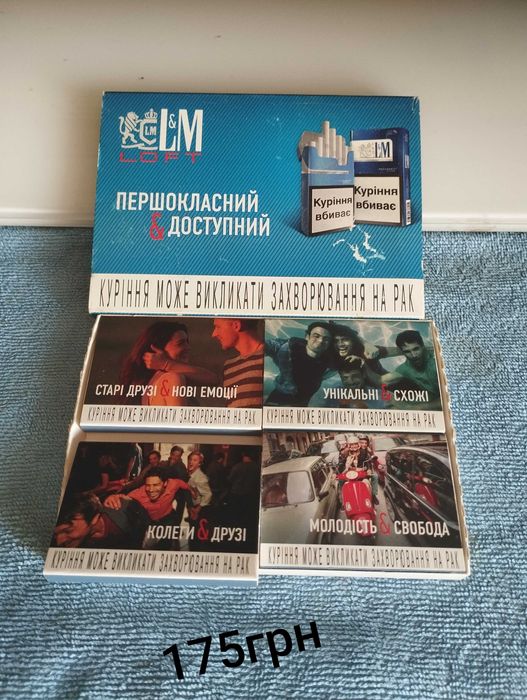 L&M
LM
LOFT
ПЕРШОКЛАСНИЙ
& ДОСТУПНИЙ
L&M
Куріння
вбиває
Куріння
вбиває
КУРІННЯ МОЖЕ ВИКЛИКАТИ ЗАХВОРЮВАННЯ НА РАК
СТАРІ ДРУЗІ & НОВІ ЕМОЦІЇ
КУРІННЯ МОЖЕ ВИКЛИКАТИ ЗАХВОРЮВАННЯ НА РАК
УНІКАЛЬНІ & СХОЖІ
КУРІННЯ МОЖЕ ВИКЛИКАТИ ЗАХВОРЮВАННЯ НА РАК
КОЛЕГИ & ДРУЗІ
КУРІННЯ МОЖЕ ВИКЛИКАТИ ЗАХВОРЮВАННЯ НА РАК
МОЛОДІСТЬ & СВОБОДА
КУРІННЯ МОЖЕ ВИКЛИКАТИ ЗАХВОРЮВАННЯ НА РАК
175грн